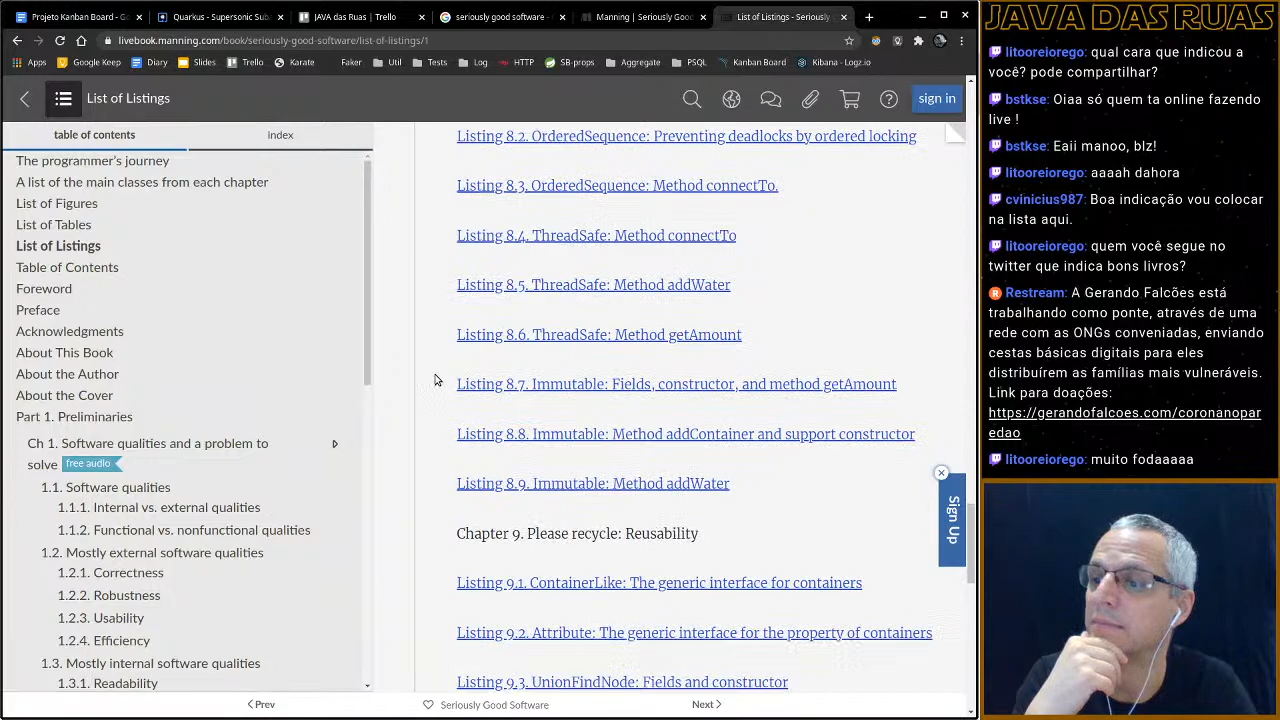 Projeto Kanban Board - G
Quarkus - Supersonic Sub
JAVA das Ruas | Trello
seriously good software -
Manning | Seriously Good
List of Listings - Seriously
livebook.manning.com/book/seriously-good-software/list-of-listings/1
Apps Google Keep Diary Slides Trello Karate Faker Util Tests Log HTTP SB-props Aggregate PSQL Kanban Board Kibana - Logz.io
List of Listings
sign in
table of contents
index
The programmer's journey
A list of the main classes from each chapter
List of Figures
List of Tables
List of Listings
Table of Contents
Foreword
Preface
Acknowledgments
About This Book
About the Author
About the Cover
Part 1. Preliminaries
Ch 1. Software qualities and a problem to
solve free audio
1.1. Software qualities
1.1.1. Internal vs. external qualities
1.1.2. Functional vs. nonfunctional qualities
1.2. Mostly external software qualities
1.2.1. Correctness
1.2.2. Robustness
1.2.3. Usability
1.2.4. Efficiency
1.3. Mostly internal software qualities
1.3.1. Readability
Listing 8.2. OrderedSequence: Preventing deadlocks by ordered locking
Listing 8.3. OrderedSequence: Method connectTo.
Listing 8.4. ThreadSafe: Method connectTo
Listing 8.5. ThreadSafe: Method addWater
Listing 8.6. ThreadSafe: Method getAmount
Listing 8.7. Immutable: Fields, constructor, and method getAmount
Listing 8.8. Immutable: Method addContainer and support constructor
Listing 8.9. Immutable: Method addWater
Chapter 9. Please recycle: Reusability
Listing 9.1. ContainerLike: The generic interface for containers
Listing 9.2. Attribute: The generic interface for the property of containers
Listing 9.3. UnionFindNode: Fields and constructor
Sign Up
Prev
Seriously Good Software
Next
JAVA DAS RUAS
litooreiorego: qual cara que indicou a
você? pode compartilhar?
bstkse: Oiaa só quem ta online fazendo
live !
bstkse: Eaii manoo, blz!
litooreiorego: aaaah dahora
cvinicius987: Boa indicação vou colocar
na lista aqui.
litooreiorego: quem você segue no
twitter que indica bons livros?
Restream: A Gerando Falcões está
trabalhando como ponte, através de uma
rede com as ONGs conveniadas, enviando
cestas básicas digitais para eles
distribuírem as famílias mais vulneráveis.
Link para doações:
https://gerandofalcoes.com/coronanopar
edao
litooreiorego: muito fodaaaaa